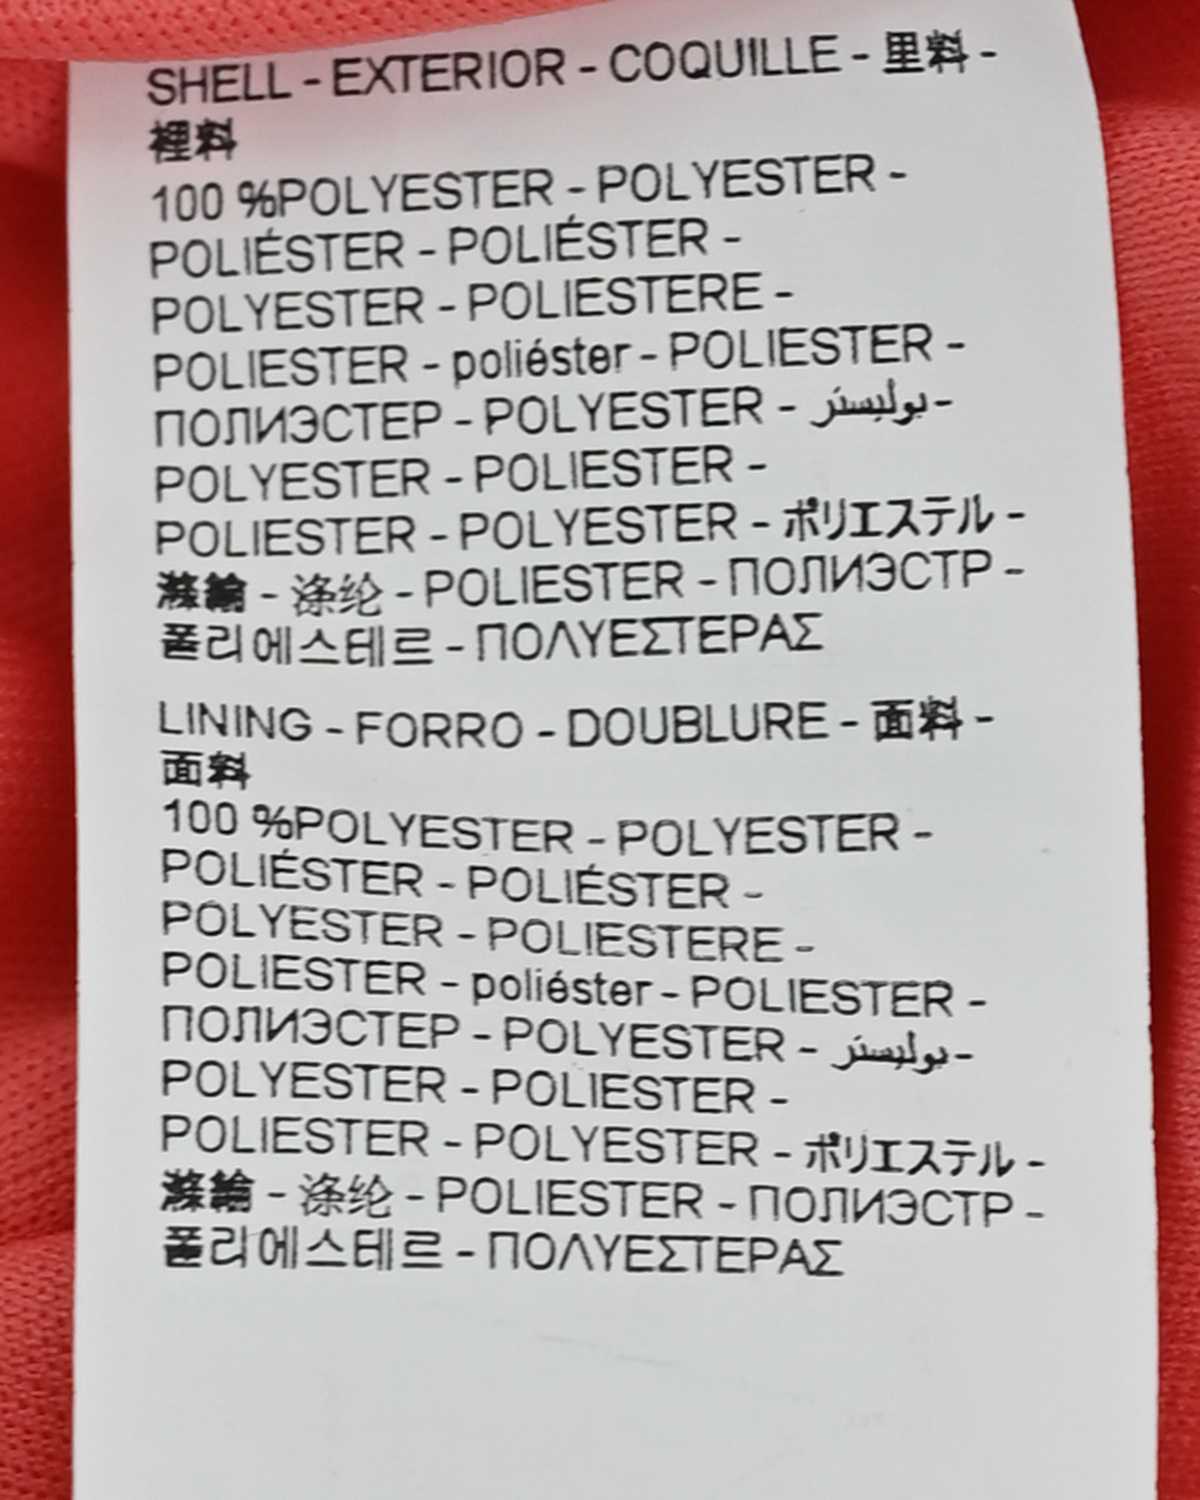 SHELL - EXTERIOR - COQUILLE - 里料 -
裡料
100 %POLYESTER - POLYESTER -
POLIÉSTER - POLIÉSTER -
POLYESTER - POLIESTERE -
POLIESTER - poliéster - POLIESTER -
ПОЛИЭСТЕР - POLYESTER - بوليستر -
POLYESTER - POLIESTER -
POLIESTER - POLYESTER - ポリエステル -
滌綸 - 涤纶 - POLIESTER - ПОЛИЭСТР -
폴리에스테르 - ΠΟΛΥΕΣΤΕΡΑΣ
LINING - FORRO - DOUBLURE - 面料 -
面料
100 %POLYESTER - POLYESTER -
POLIÉSTER - POLIÉSTER -
POLYESTER - POLIESTERE -
POLIESTER - poliéster - POLIESTER -
ПОЛИЭСТЕР - POLYESTER - بوليستر -
POLYESTER - POLIESTER -
POLIESTER - POLYESTER - ポリエステル -
滌綸 - 涤纶 - POLIESTER - ПОЛИЭСТР -
폴리에스테르 - ΠΟΛΥΕΣΤΕΡΑΣ